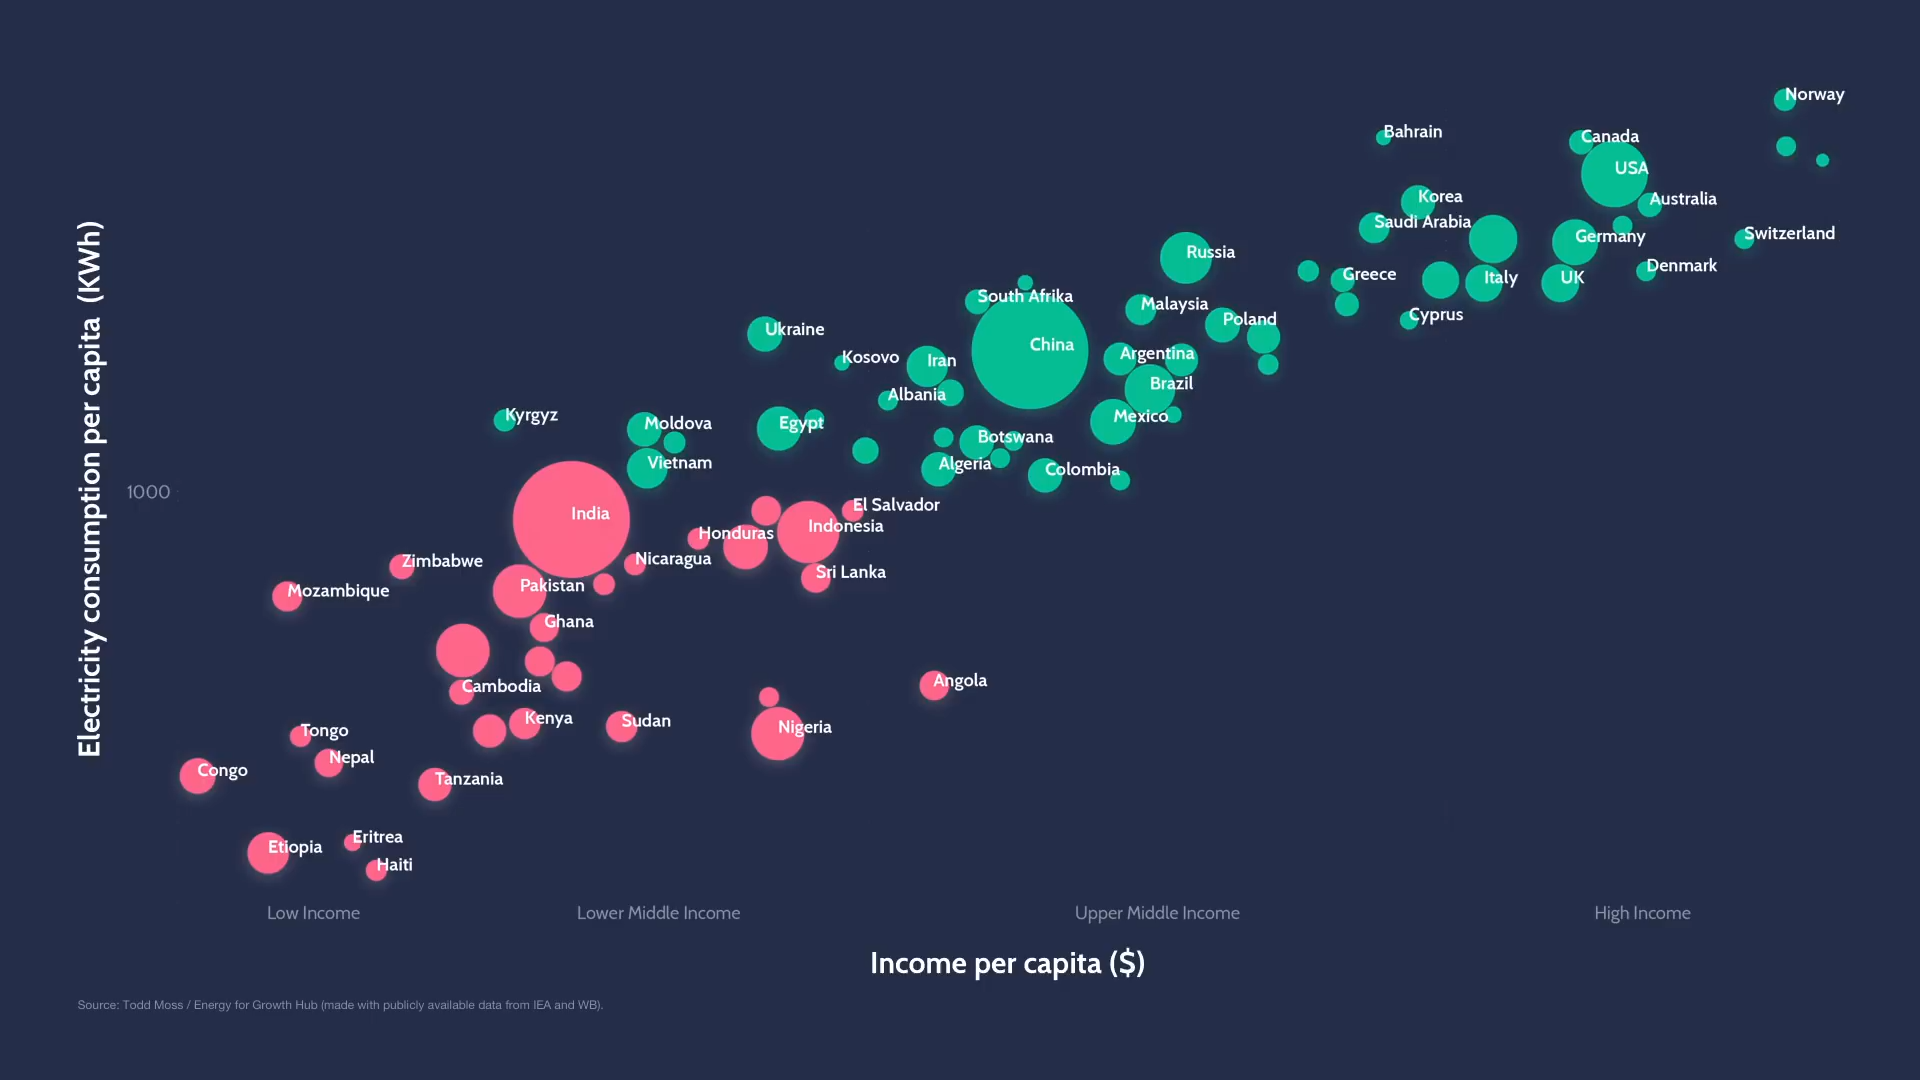 Norway
Bahrain
Canada
USA
Korea
Australia
Saudi Arabia
Germany
Switzerland
Russia
Denmark
Greece
Italy
UK
South Afrika
Malaysia
Cyprus
Poland
Ukraine
China
Kosovo
Iran
Argentina
Albania
Brazil
Kyrgyz
Moldova
Egypt
Mexico
Botswana
Vietnam
Algeria
Colombia
1000
India
El Salvador
Indonesia
Honduras
Zimbabwe
Nicaragua
Sri Lanka
Pakistan
Mozambique
Ghana
Cambodia
Angola
Kenya
Sudan
Nigeria
Tongo
Nepal
Congo
Tanzania
Eritrea
Etiopia
Haiti
Electricity consumption per capita (KWh)
Low Income
Lower Middle Income
Upper Middle Income
High Income
Income per capita ($)
Source: Todd Moss / Energy for Growth Hub (made with publicly available data from IEA and WB).